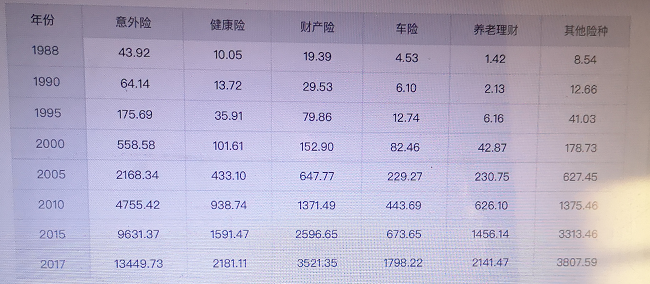 年份 意外险 健康险 财产险 车险 养老理财 其他险种
1988 43.92 10.05 19.39 4.53 1.42 8.54
1990 64.14 13.72 29.53 6.10 2.13 12.66
1995 175.69 35.91 79.86 12.74 6.16 41.03
2000 558.58 101.61 152.90 82.46 42.87 178.73
2005 2168.34 433.10 647.77 229.27 230.75 627.45
2010 4755.42 938.74 1371.49 443.69 626.10 1375.46
2015 9631.37 1591.47 2596.65 673.65 1456.14 3313.46
2017 13449.73 2181.11 3521.35 1798.22 2141.47 3807.59